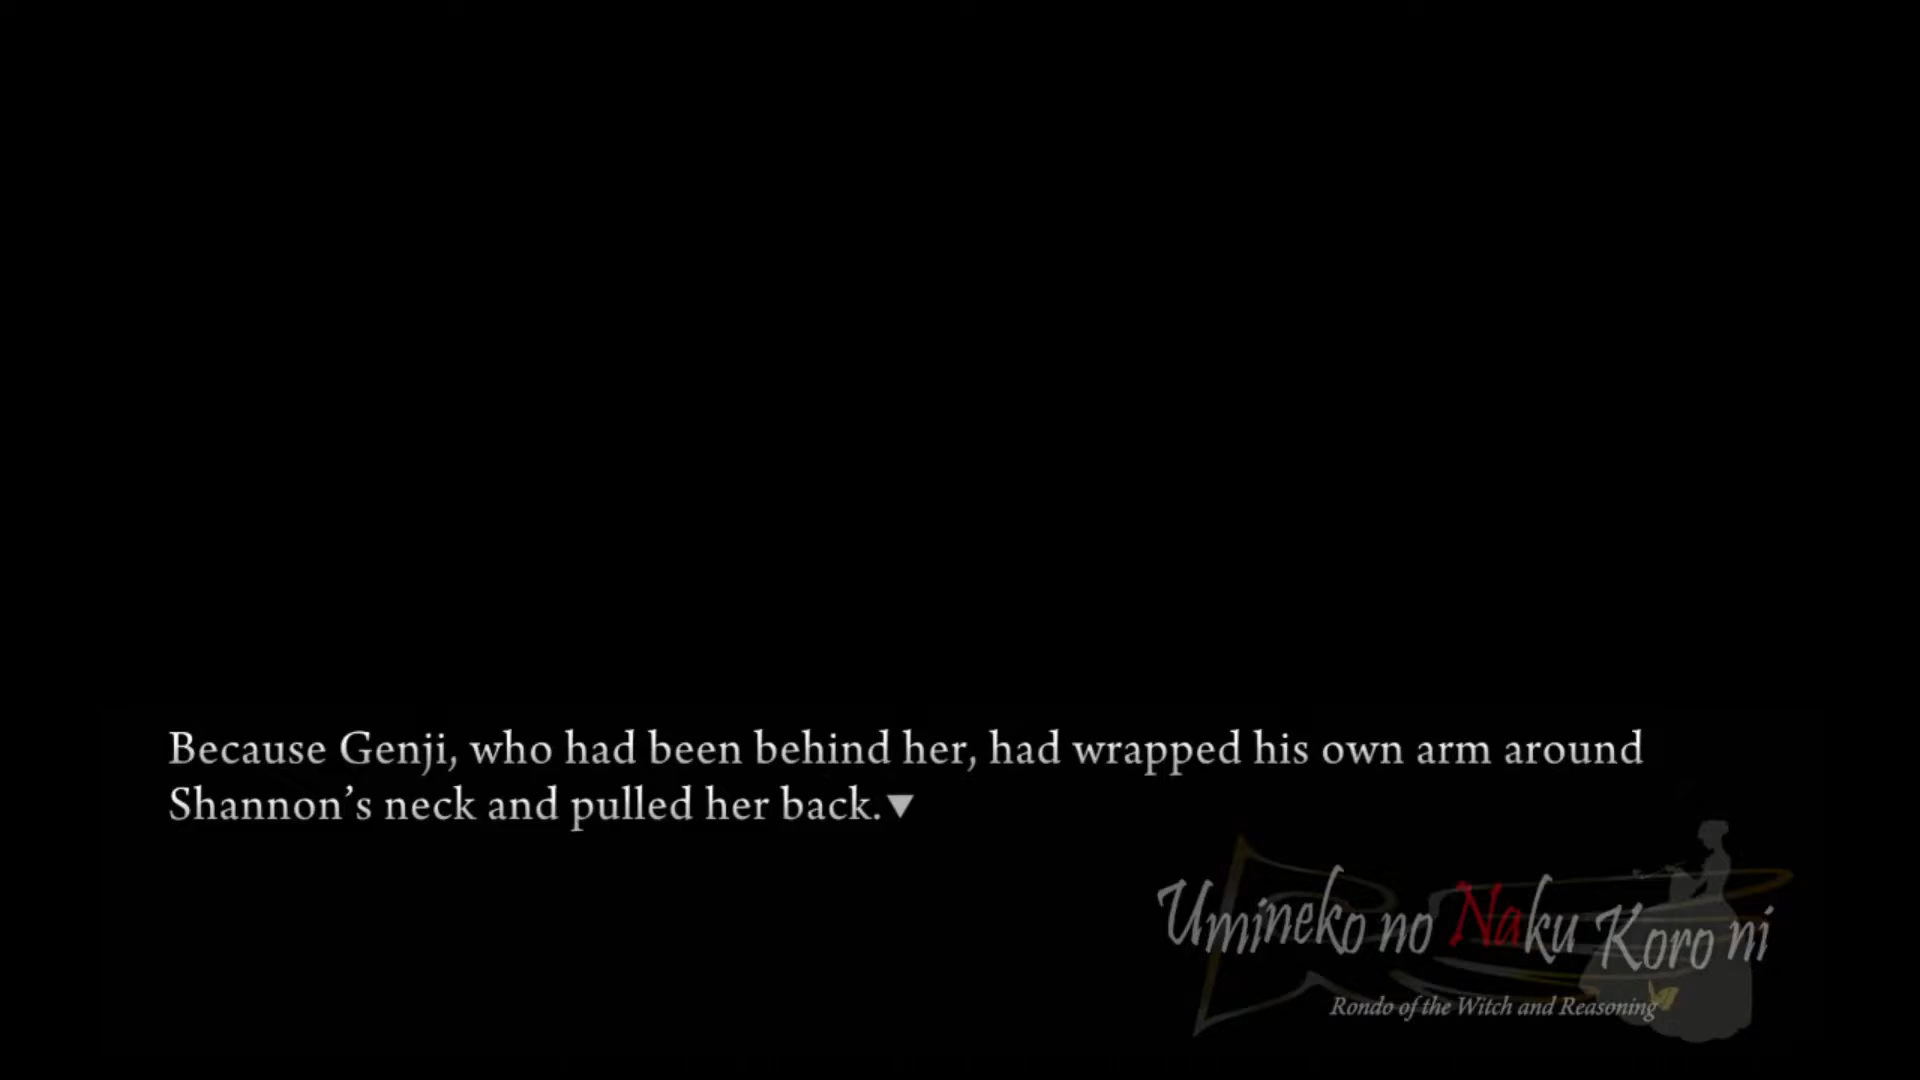 Because Genji, who had been behind her, had wrapped his own arm around
Shannon’s neck and pulled her back.▼
Umineko no Naku Koro ni
Rondo of the Witch and Reasoning